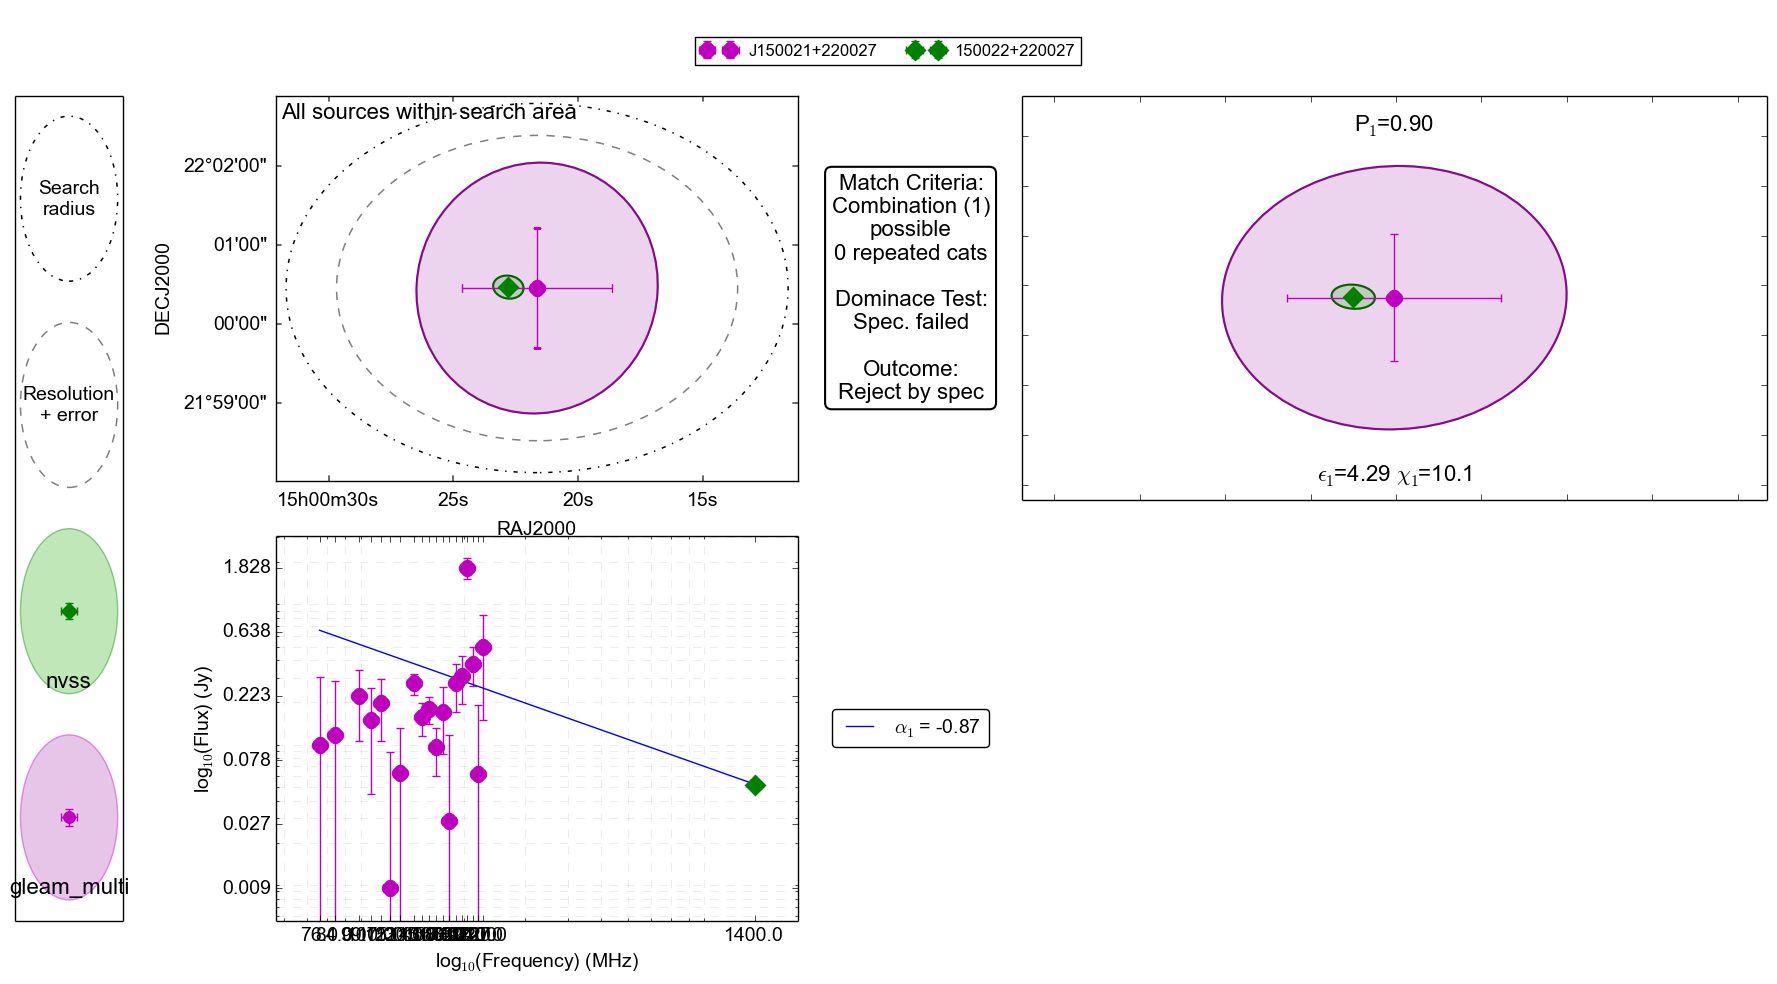 J150021+220027
150022+220027
Search
radius
Resolution
+ error
nvss
gleam_multi
All sources within search area
22°02'00"
01'00"
00'00"
21°59'00"
DECJ2000
15h00m30s
25s
20s
15s
RAJ2000
Match Criteria:
Combination (1)
possible
0 repeated cats
Dominace Test:
Spec. failed
Outcome:
Reject by spec
P₁=0.90
ϵ₁=4.29 χ₁=10.1
1.828
0.638
0.223
0.078
0.027
0.009
log₁₀(Flux) (Jy)
1400.0
log₁₀(Frequency) (MHz)
α₁ = -0.87